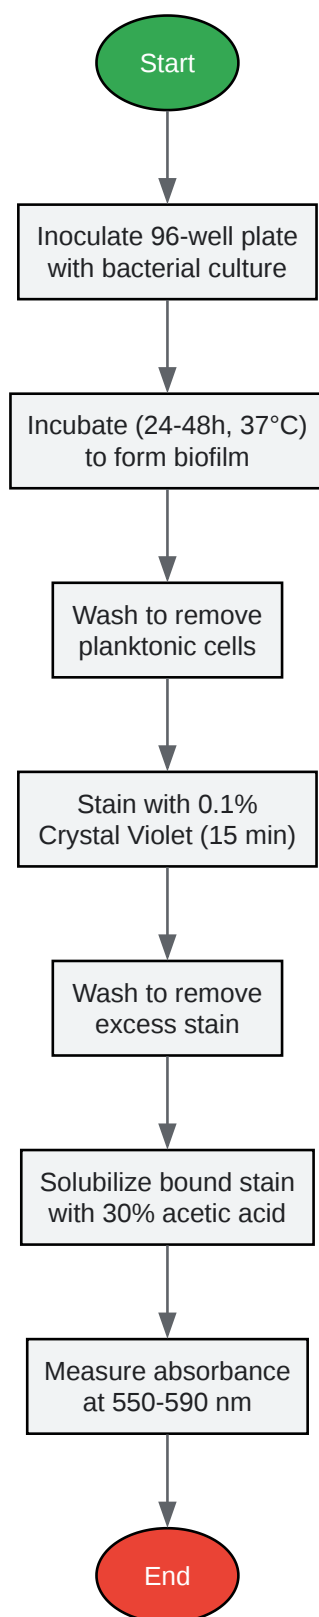 Start
Inoculate 96-well plate
with bacterial culture
Incubate (24-48h, 37°C)
to form biofilm
Wash to remove
planktonic cells
Stain with 0.1%
Crystal Violet (15 min)
Wash to remove
excess stain
Solubilize bound stain
with 30% acetic acid
Measure absorbance
at 550-590 nm
End